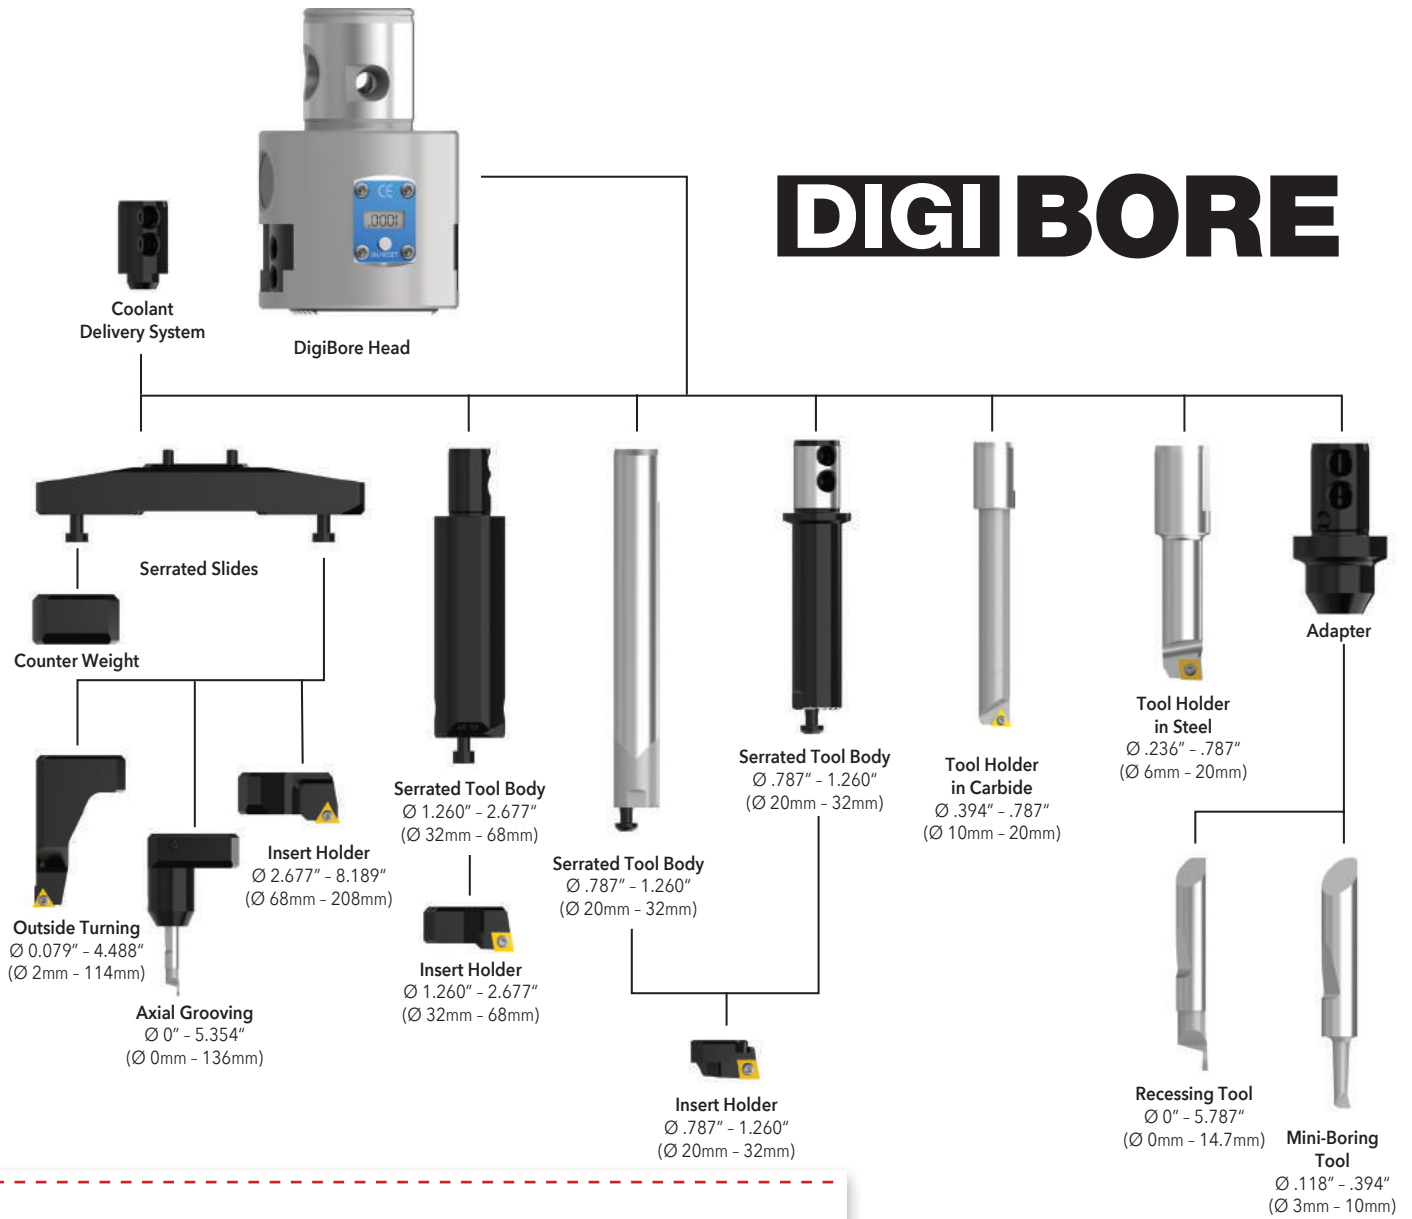 CE
.0001
ON/RESET
DIGI BORE
Coolant
Delivery System
DigiBore Head
Serrated Slides
Counter Weight
Adapter
Tool Holder
in Steel
Ø .236” – .787“
(Ø 6mm – 20mm)
Serrated Tool Body
Ø .787” – 1.260“
(Ø 20mm – 32mm)
Tool Holder
in Carbide
Ø .394” – .787“
(Ø 10mm – 20mm)
Serrated Tool Body
Ø 1.260” – 2.677“
(Ø 32mm – 68mm)
Insert Holder
Ø 2.677” – 8.189“
(Ø 68mm – 208mm)
Serrated Tool Body
Ø .787” – 1.260“
(Ø 20mm – 32mm)
Outside Turning
Ø 0.079” – 4.488“
(Ø 2mm – 114mm)
Insert Holder
Ø 1.260” – 2.677“
(Ø 32mm – 68mm)
Axial Grooving
Ø 0” – 5.354“
(Ø 0mm – 136mm)
Insert Holder
Ø .787” – 1.260“
(Ø 20mm – 32mm)
Recessing Tool
Ø 0” – 5.787“
(Ø 0mm – 14.7mm)
Mini-Boring
Tool
Ø .118” – .394“
(Ø 3mm – 10mm)